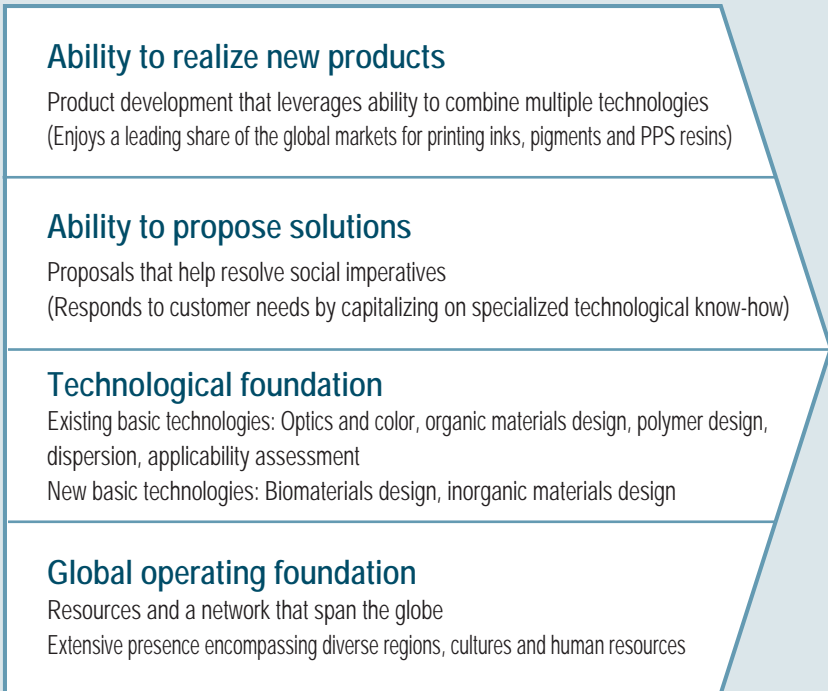 Ability to realize new products
Product development that leverages ability to combine multiple technologies
(Enjoys a leading share of the global markets for printing inks, pigments and PPS resins)
Ability to propose solutions
Proposals that help resolve social imperatives
(Responds to customer needs by capitalizing on specialized technological know-how)
Technological foundation
Existing basic technologies: Optics and color, organic materials design, polymer design,
dispersion, applicability assessment
New basic technologies: Biomaterials design, inorganic materials design
Global operating foundation
Resources and a network that span the globe
Extensive presence encompassing diverse regions, cultures and human resources